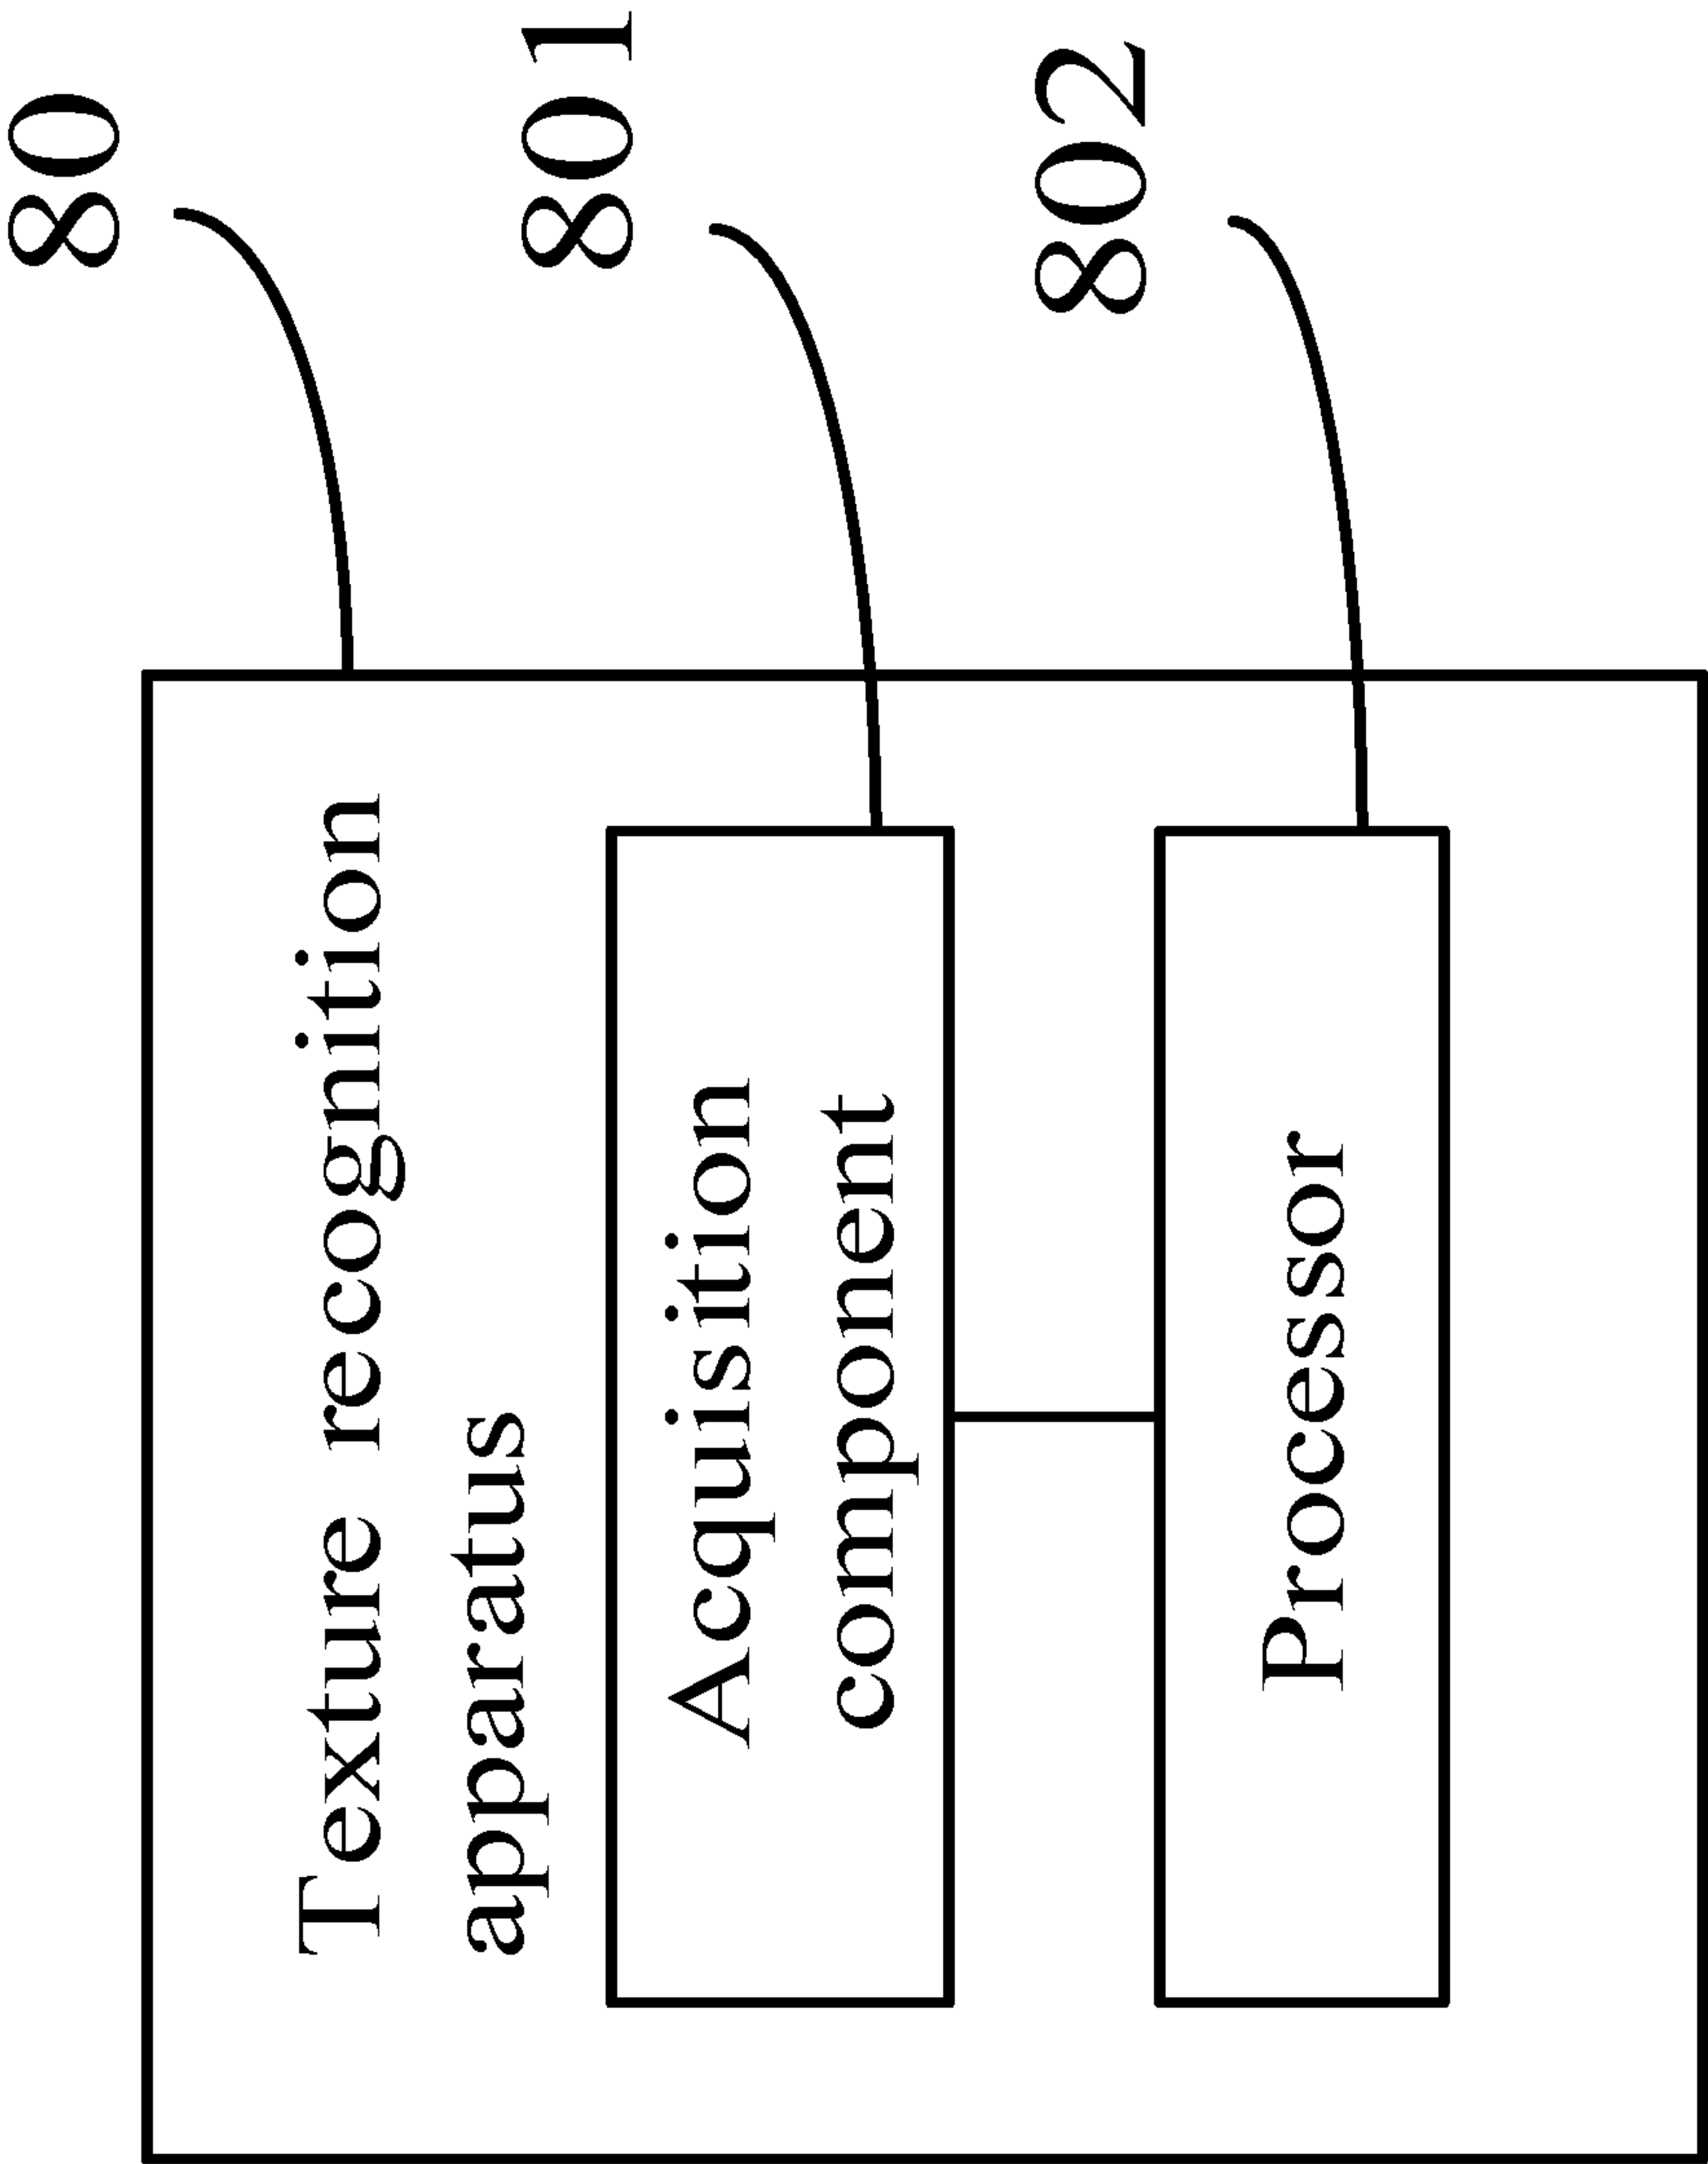 80
Texture recognition
apparatus
801
Acquisition
component
802
Processor